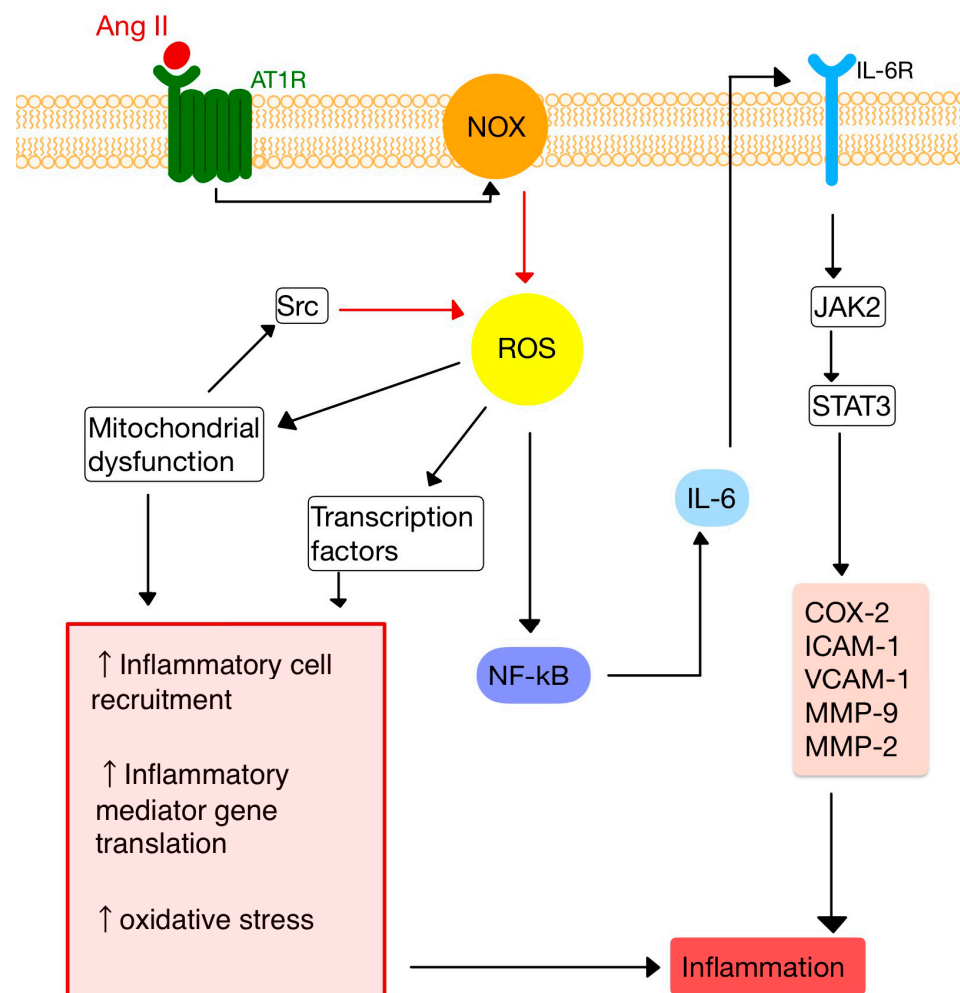 Ang II
AT1R
NOX
IL-6R
Src
ROS
JAK2
STAT3
Mitochondrial
dysfunction
Transcription
factors
IL-6
NF-kB
COX-2
ICAM-1
VCAM-1
MMP-9
MMP-2
↑ Inflammatory cell
recruitment
↑ Inflammatory
mediator gene
translation
↑ oxidative stress
Inflammation